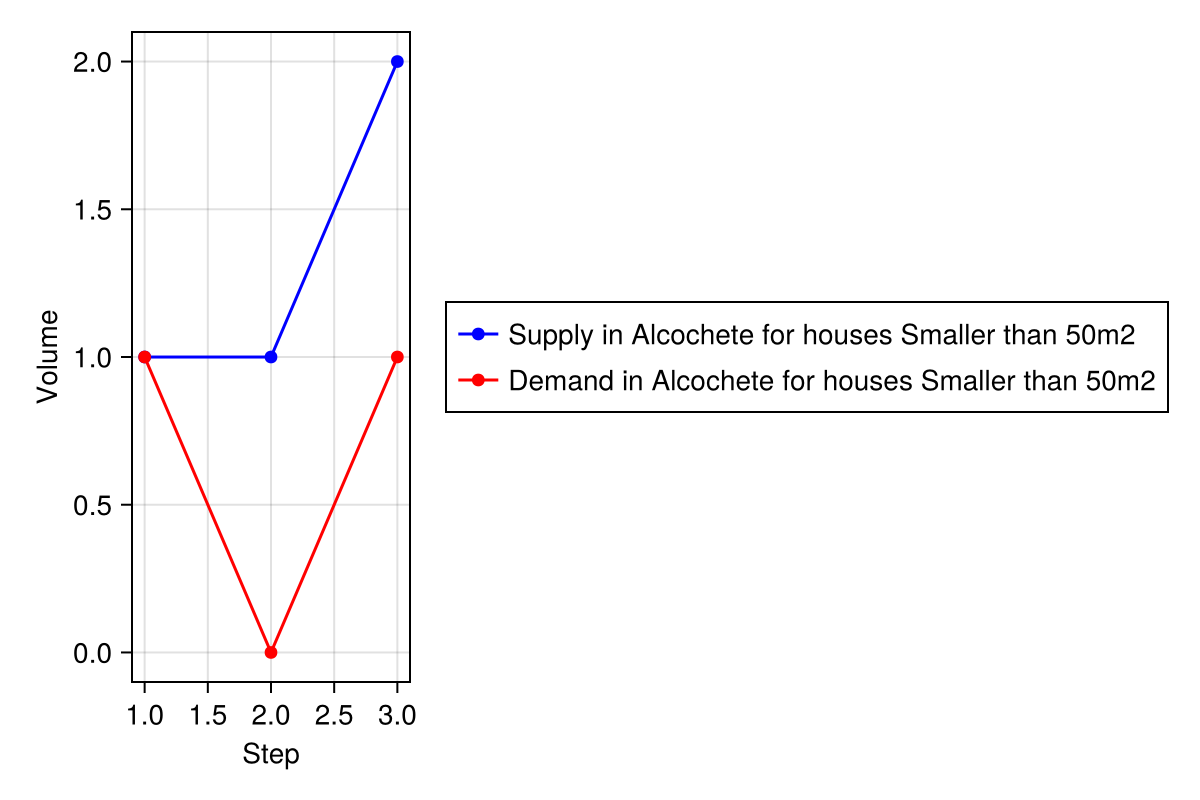 2.0
1.5
1.0
0.5
0.0
Volume
1.0 1.5 2.0 2.5 3.0
Step
Supply in Alcochete for houses Smaller than 50m2
Demand in Alcochete for houses Smaller than 50m2